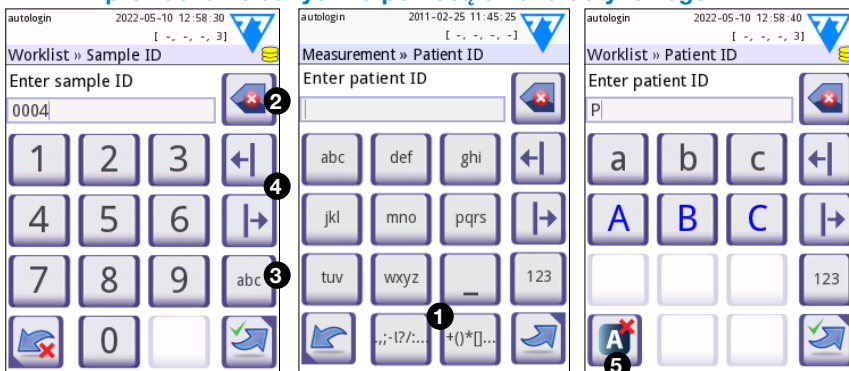 autologin 2022-05-10 12:58:30
[ -, -, -, 3]
Worklist » Sample ID
Enter sample ID
0004
2
1 2 3
4
4 5 6
7 8 9 abc
3
0
autologin 2011-02-25 11:45:25
[ -, -, -, -]
Measurement » Patient ID
Enter patient ID
abc def ghi
jkl mno pqrs
tuv wxyz _ 123
1
.,;-!?/:... +()*[]...
autologin 2022-05-10 12:58:40
[ -, -, -, 3]
Worklist » Patient ID
Enter patient ID
P
a b c
A B C
123
A
5